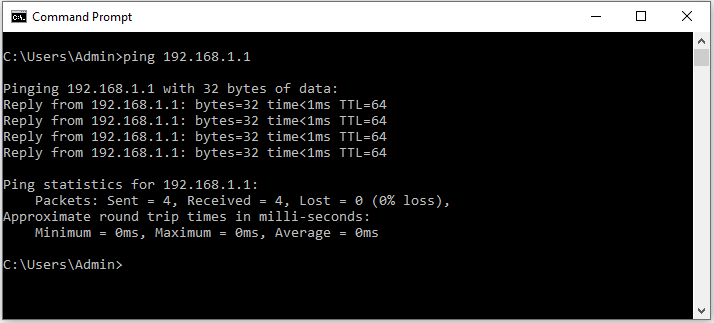 Command Prompt
C:\Users\Admin>ping 192.168.1.1
Pinging 192.168.1.1 with 32 bytes of data:
Reply from 192.168.1.1: bytes=32 time<1ms TTL=64
Reply from 192.168.1.1: bytes=32 time<1ms TTL=64
Reply from 192.168.1.1: bytes=32 time<1ms TTL=64
Reply from 192.168.1.1: bytes=32 time<1ms TTL=64
Ping statistics for 192.168.1.1:
    Packets: Sent = 4, Received = 4, Lost = 0 (0% loss),
Approximate round trip times in milli-seconds:
    Minimum = 0ms, Maximum = 0ms, Average = 0ms
C:\Users\Admin>